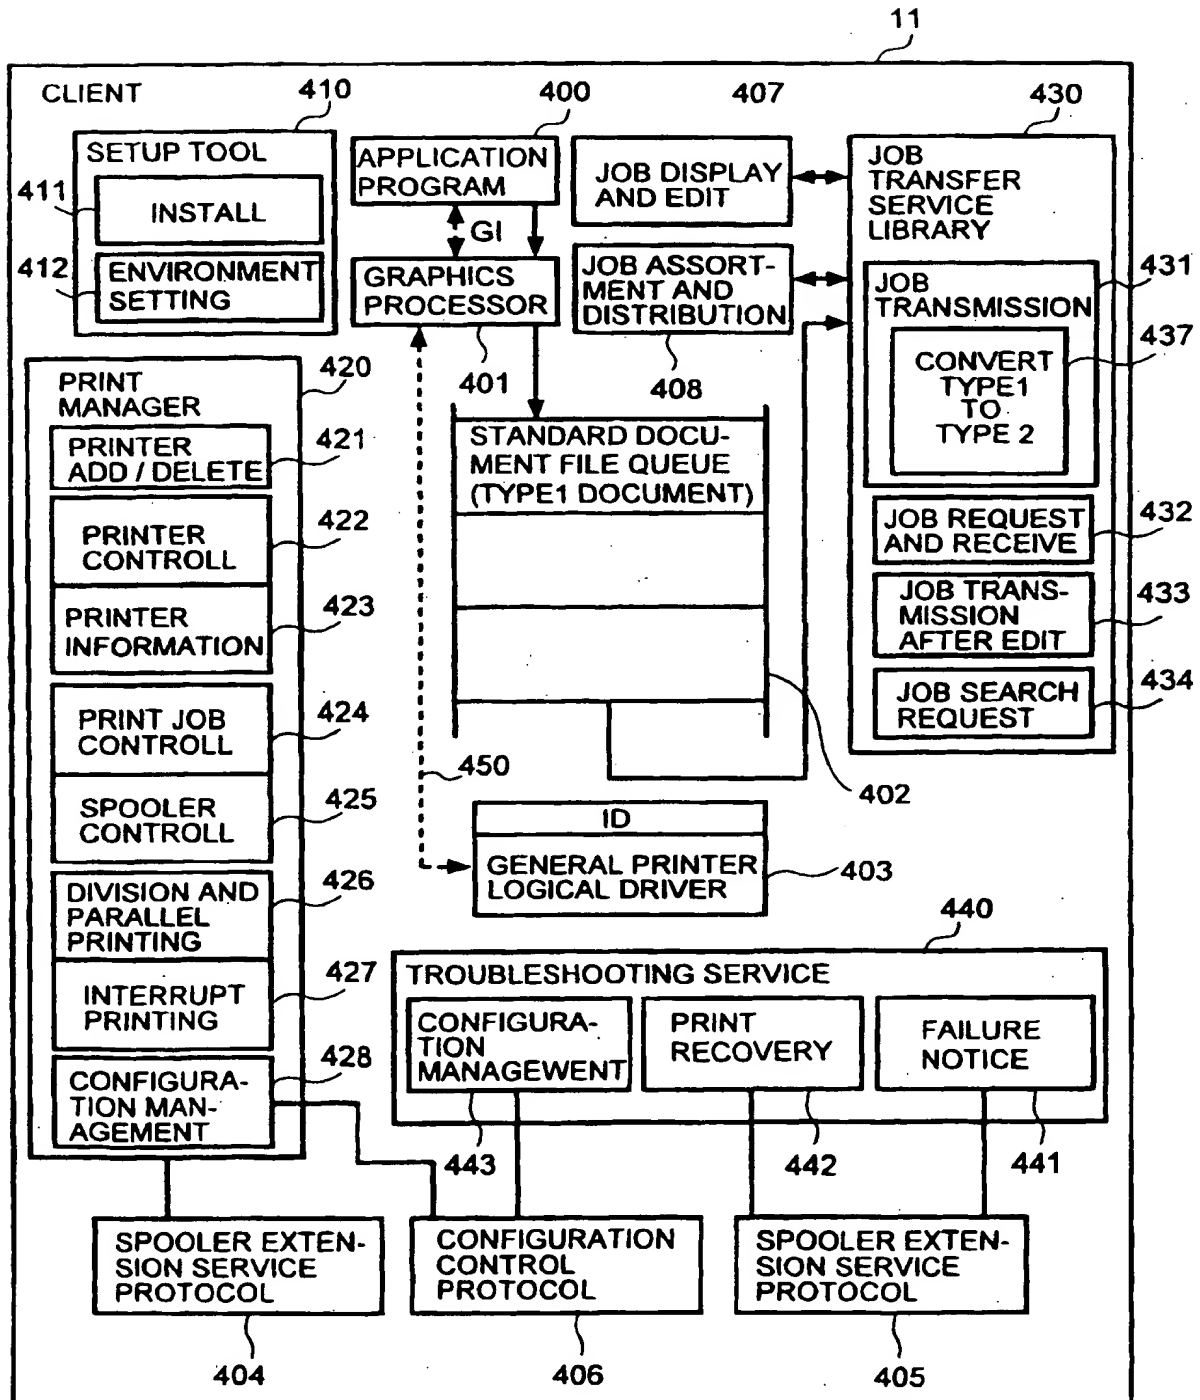 11
CLIENT
410
400
407
430
SETUP TOOL
411
INSTALL
412
ENVIRONMENT
SETTING
APPLICATION
PROGRAM
GI
GRAPHICS
PROCESSOR
401
JOB DISPLAY
AND EDIT
JOB ASSORT-
MENT AND
DISTRIBUTION
408
JOB
TRANSFER
SERVICE
LIBRARY
431
JOB
TRANSMISSION
437
CONVERT
TYPE1
TO
TYPE 2
JOB REQUEST
AND RECEIVE
432
JOB TRANS-
MISSION
AFTER EDIT
433
JOB SEARCH
REQUEST
434
420
PRINT
MANAGER
PRINTER
ADD / DELETE
421
PRINTER
CONTROLL
422
PRINTER
INFORMATION
423
PRINT JOB
CONTROLL
424
SPOOLER
CONTROLL
425
DIVISION AND
PARALLEL
PRINTING
426
INTERRUPT
PRINTING
427
CONFIGURA-
TION MAN-
AGEMENT
428
STANDARD DOCU-
MENT FILE QUEUE
(TYPE1 DOCUMENT)
450
402
ID
GENERAL PRINTER
LOGICAL DRIVER
403
440
TROUBLESHOOTING SERVICE
CONFIGURA-
TION
MANAGEWENT
PRINT
RECOVERY
FAILURE
NOTICE
443
442
441
SPOOLER EXTEN-
SION SERVICE
PROTOCOL
CONFIGURATION
CONTROL
PROTOCOL
SPOOLER EXTEN-
SION SERVICE
PROTOCOL
404
406
405